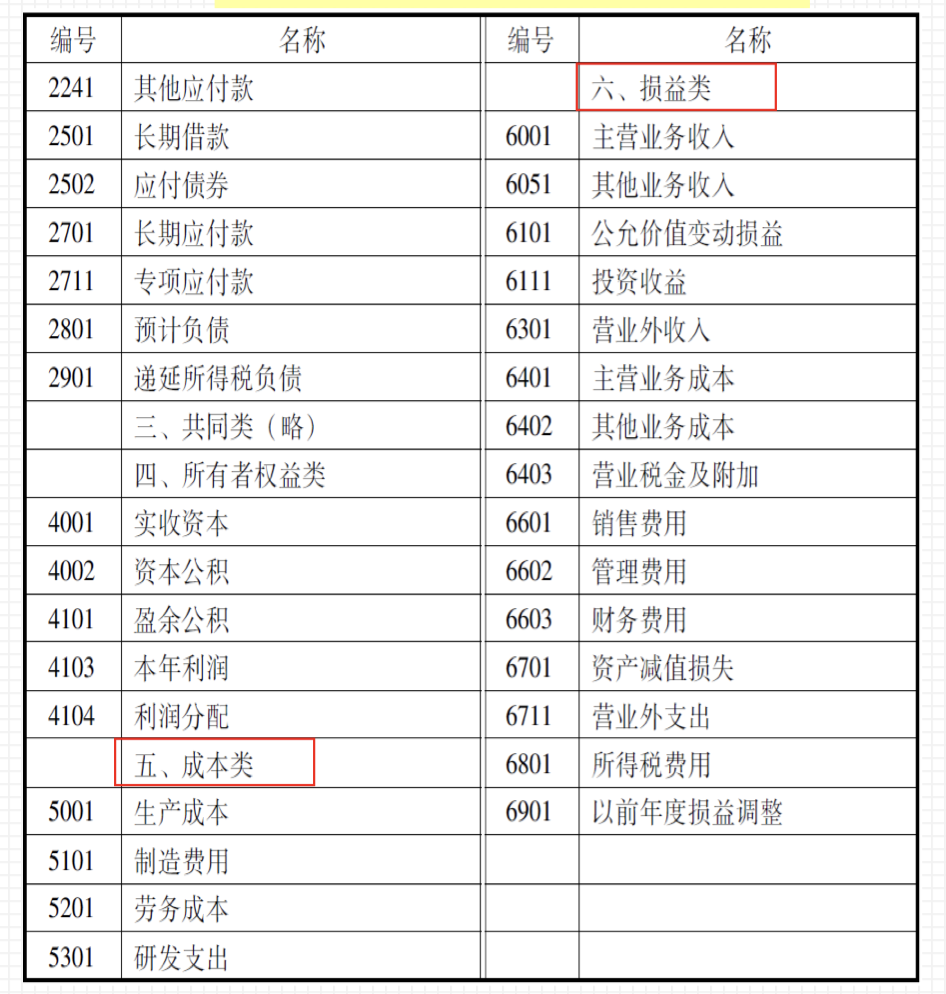 编号 名称 编号 名称
2241 其他应付款 六、损益类
2501 长期借款 6001 主营业务收入
2502 应付债券 6051 其他业务收入
2701 长期应付款 6101 公允价值变动损益
2711 专项应付款 6111 投资收益
2801 预计负债 6301 营业外收入
2901 递延所得税负债 6401 主营业务成本
三、共同类（略） 6402 其他业务成本
四、所有者权益类 6403 营业税金及附加
4001 实收资本 6601 销售费用
4002 资本公积 6602 管理费用
4101 盈余公积 6603 财务费用
4103 本年利润 6701 资产减值损失
4104 利润分配 6711 营业外支出
五、成本类 6801 所得税费用
5001 生产成本 6901 以前年度损益调整
5101 制造费用
5201 劳务成本
5301 研发支出